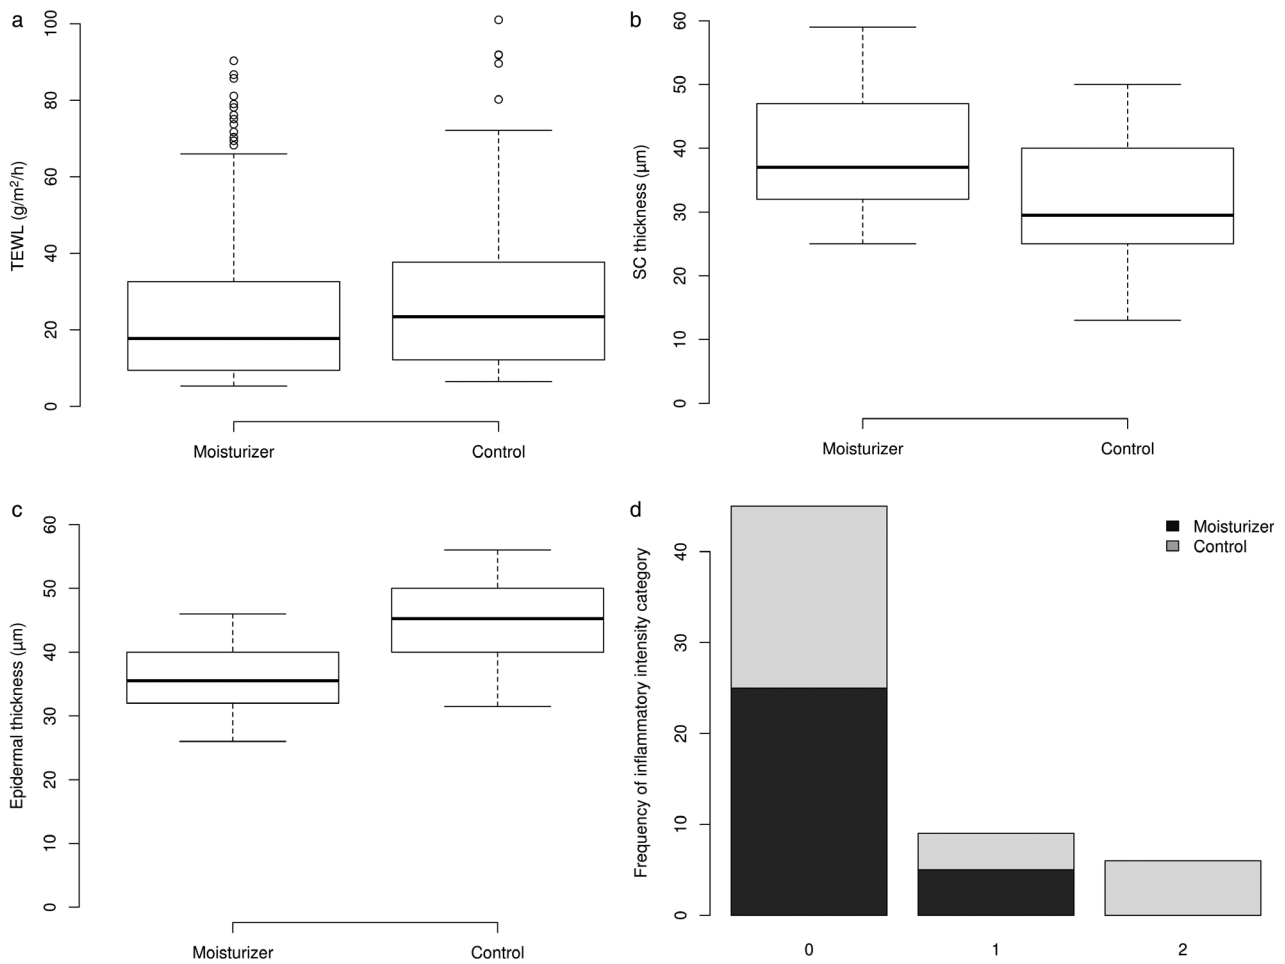 a
TEWL (g/m²/h)
0 20 40 60 80 100
Moisturizer Control
b
SC thickness (µm)
0 10 20 30 40 50 60
Moisturizer Control
c
Epidermal thickness (µm)
0 10 20 30 40 50 60
Moisturizer Control
d
Frequency of inflammatory intensity category
0 10 20 30 40
Moisturizer
Control
0 1 2